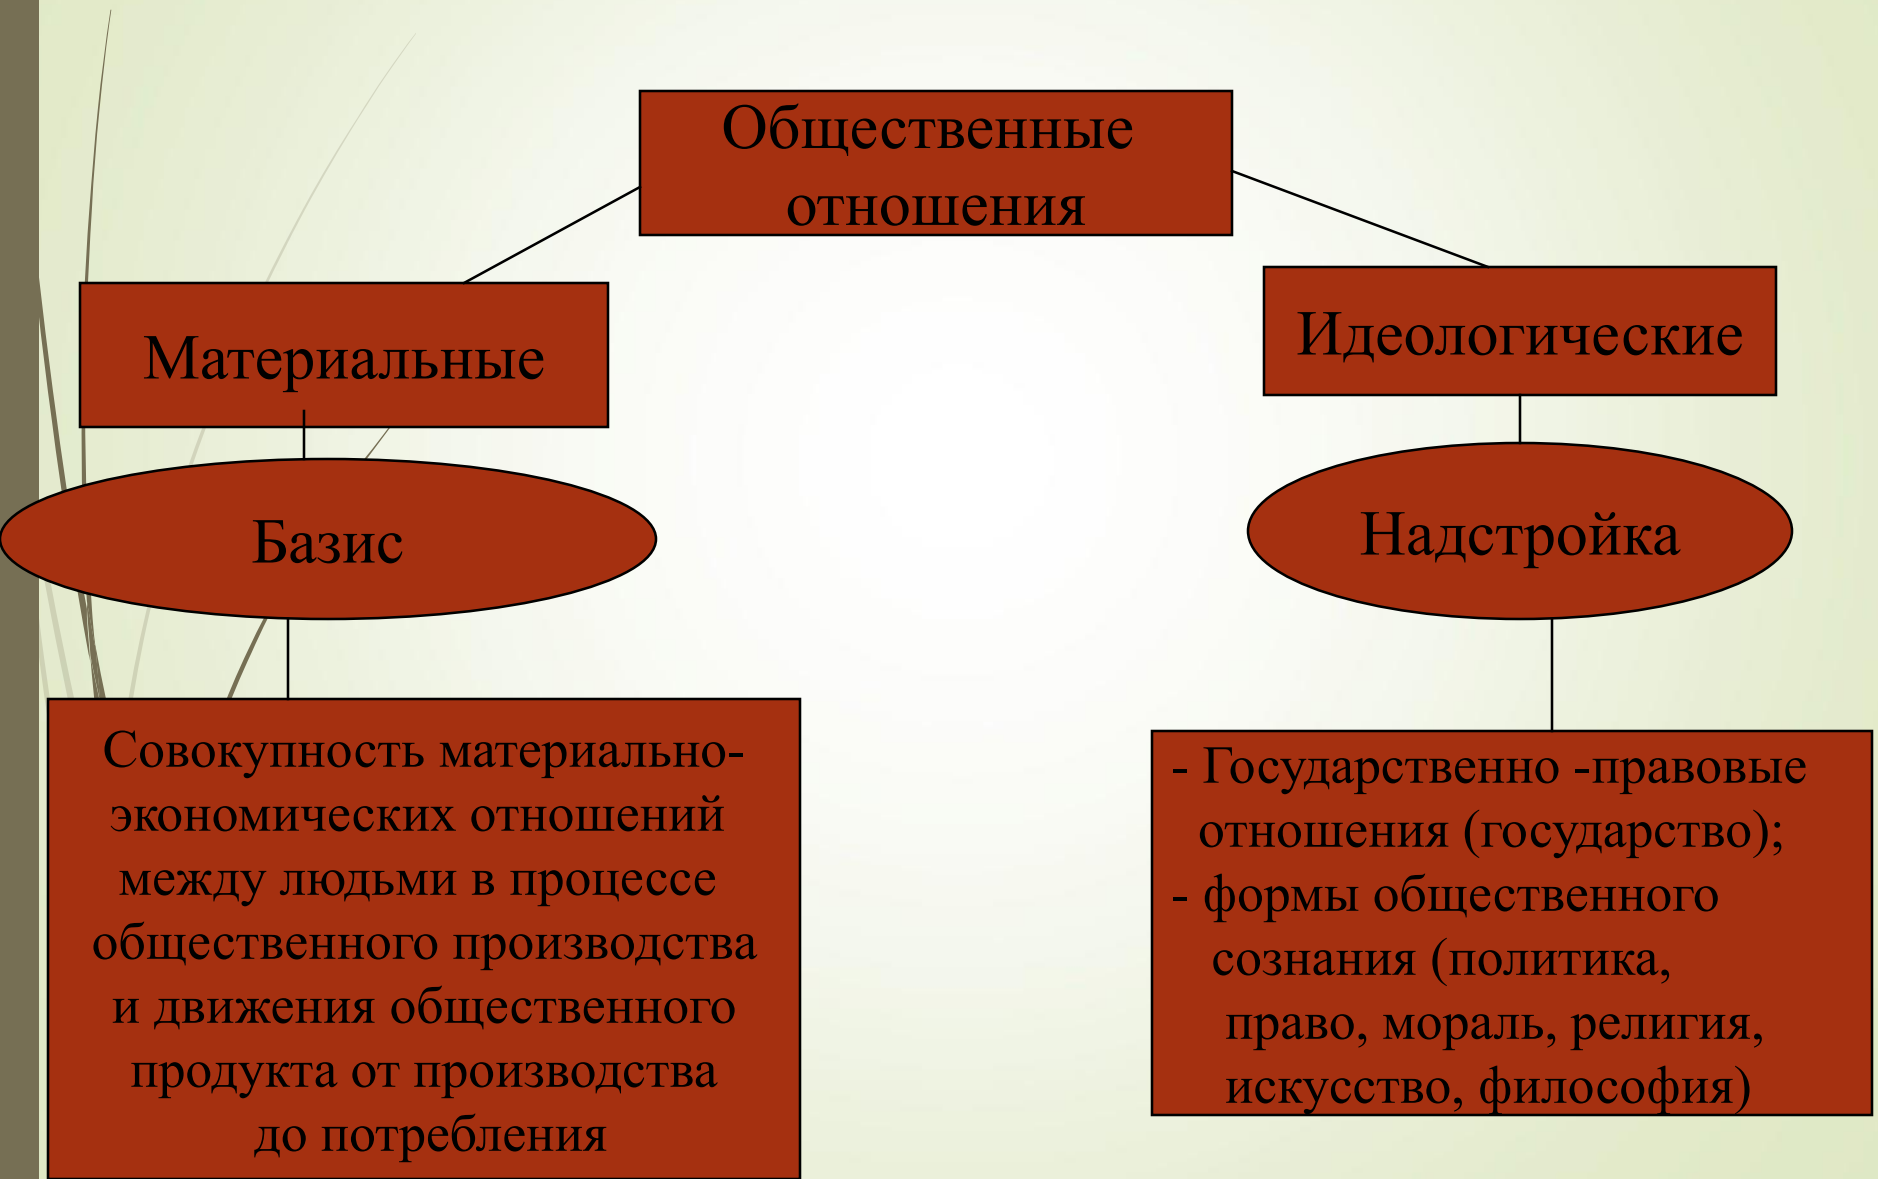 Общественные
отношения
Материальные
Идеологические
Базис
Надстройка
Совокупность материально-
экономических отношений
между людьми в процессе
общественного производства
и движения общественного
продукта от производства
до потребления
- Государственно -правовые
отношения (государство);
- формы общественного
сознания (политика,
право, мораль, религия,
искусство, философия)